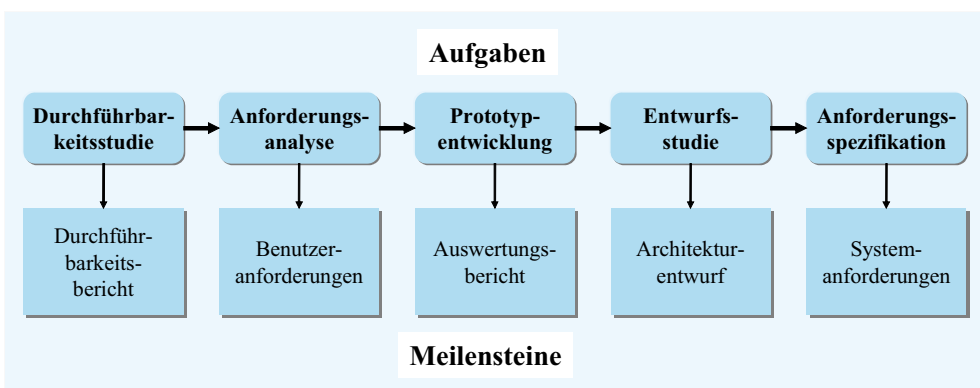 Aufgaben
Durchführbar-
keitsstudie
Anforderungs-
analyse
Prototyp-
entwicklung
Entwurfs-
studie
Anforderungs-
spezifikation
Durchführ-
barkeits-
bericht
Benutzer-
anforderungen
Auswertungs-
bericht
Architektur-
entwurf
System-
anforderungen
Meilensteine